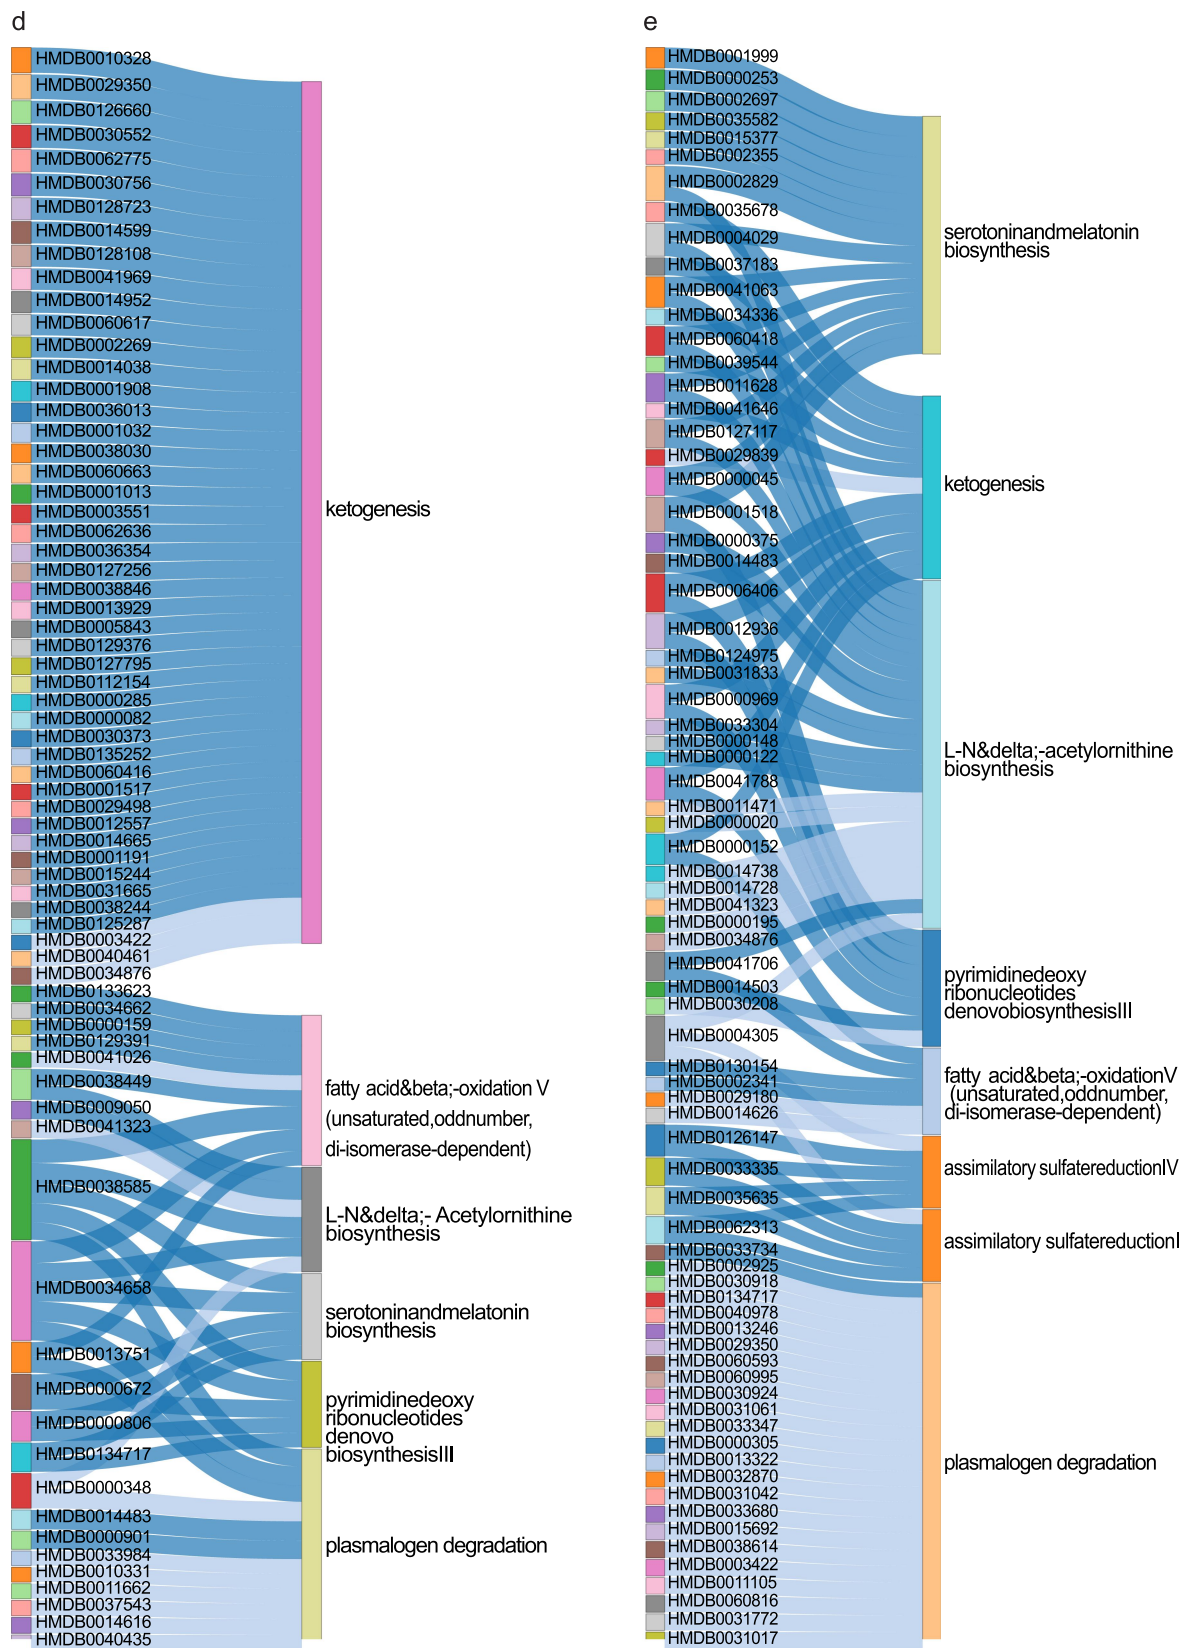 d
HMDB0010328
HMDB0029350
HMDB0126660
HMDB0030552
HMDB0062775
HMDB0030756
HMDB0128723
HMDB0014599
HMDB0128108
HMDB0041969
HMDB0014952
HMDB0060617
HMDB0002269
HMDB0014038
HMDB0001908
HMDB0036013
HMDB0001032
HMDB0038030
HMDB0060663
HMDB0001013
HMDB0003551
HMDB0062636
HMDB0036354
HMDB0127256
HMDB0038846
HMDB0013929
HMDB0005843
HMDB0129376
HMDB0127795
HMDB0112154
HMDB0000285
HMDB0000082
HMDB0030373
HMDB0135252
HMDB0060416
HMDB0001517
HMDB0029498
HMDB0012557
HMDB0014665
HMDB0001191
HMDB0015244
HMDB0031665
HMDB0038244
HMDB0125287
HMDB0003422
HMDB0040461
HMDB0034876
HMDB0133623
HMDB0034662
HMDB0000159
HMDB0129391
HMDB0041026
HMDB0038449
HMDB0009050
HMDB0041323
HMDB0038585
HMDB0034658
HMDB0013751
HMDB0000672
HMDB0000806
HMDB0134717
HMDB0000348
HMDB0014483
HMDB0000901
HMDB0033984
HMDB0010331
HMDB0011662
HMDB0037543
HMDB0014616
HMDB0040435
ketogenesis
fatty acid&beta;-oxidation V
(unsaturated,oddnumber,
di-isomerase-dependent)
L-N&delta;- Acetylornithine
biosynthesis
serotoninandmelatonin
biosynthesis
pyrimidinedeoxy
ribonucleotides
denovo
biosynthesisIII
plasmalogen degradation
e
HMDB0001999
HMDB0000253
HMDB0002697
HMDB0035582
HMDB0015377
HMDB0002355
HMDB0002829
HMDB0035678
HMDB0004029
HMDB0037183
HMDB0041063
HMDB0034336
HMDB0060418
HMDB0039544
HMDB0011628
HMDB0041646
HMDB0127117
HMDB0029839
HMDB0000045
HMDB0001518
HMDB0000375
HMDB0014483
HMDB0006406
HMDB0012936
HMDB0124975
HMDB0031833
HMDB0000969
HMDB0033304
HMDB0000148
HMDB0000122
HMDB0041788
HMDB0011471
HMDB0000020
HMDB0000152
HMDB0014738
HMDB0014728
HMDB0041323
HMDB0000195
HMDB0034876
HMDB0041706
HMDB0014503
HMDB0030208
HMDB0004305
HMDB0130154
HMDB0002341
HMDB0029180
HMDB0014626
HMDB0126147
HMDB0033335
HMDB0035635
HMDB0062313
HMDB0033734
HMDB0002925
HMDB0030918
HMDB0134717
HMDB0040978
HMDB0013246
HMDB0029350
HMDB0060593
HMDB0060995
HMDB0030924
HMDB0031061
HMDB0033347
HMDB0000305
HMDB0013322
HMDB0032870
HMDB0031042
HMDB0033680
HMDB0015692
HMDB0038614
HMDB0003422
HMDB0011105
HMDB0060816
HMDB0031772
HMDB0031017
serotoninandmelatonin
biosynthesis
ketogenesis
L-N&delta;-acetylornithine
biosynthesis
pyrimidinedeoxy
ribonucleotides
denovobiosynthesisIII
fatty acid&beta;-oxidationV
(unsaturated,oddnumber,
di-isomerase-dependent)
assimilatory sulfatereductionIV
assimilatory sulfatereductionI
plasmalogen degradation